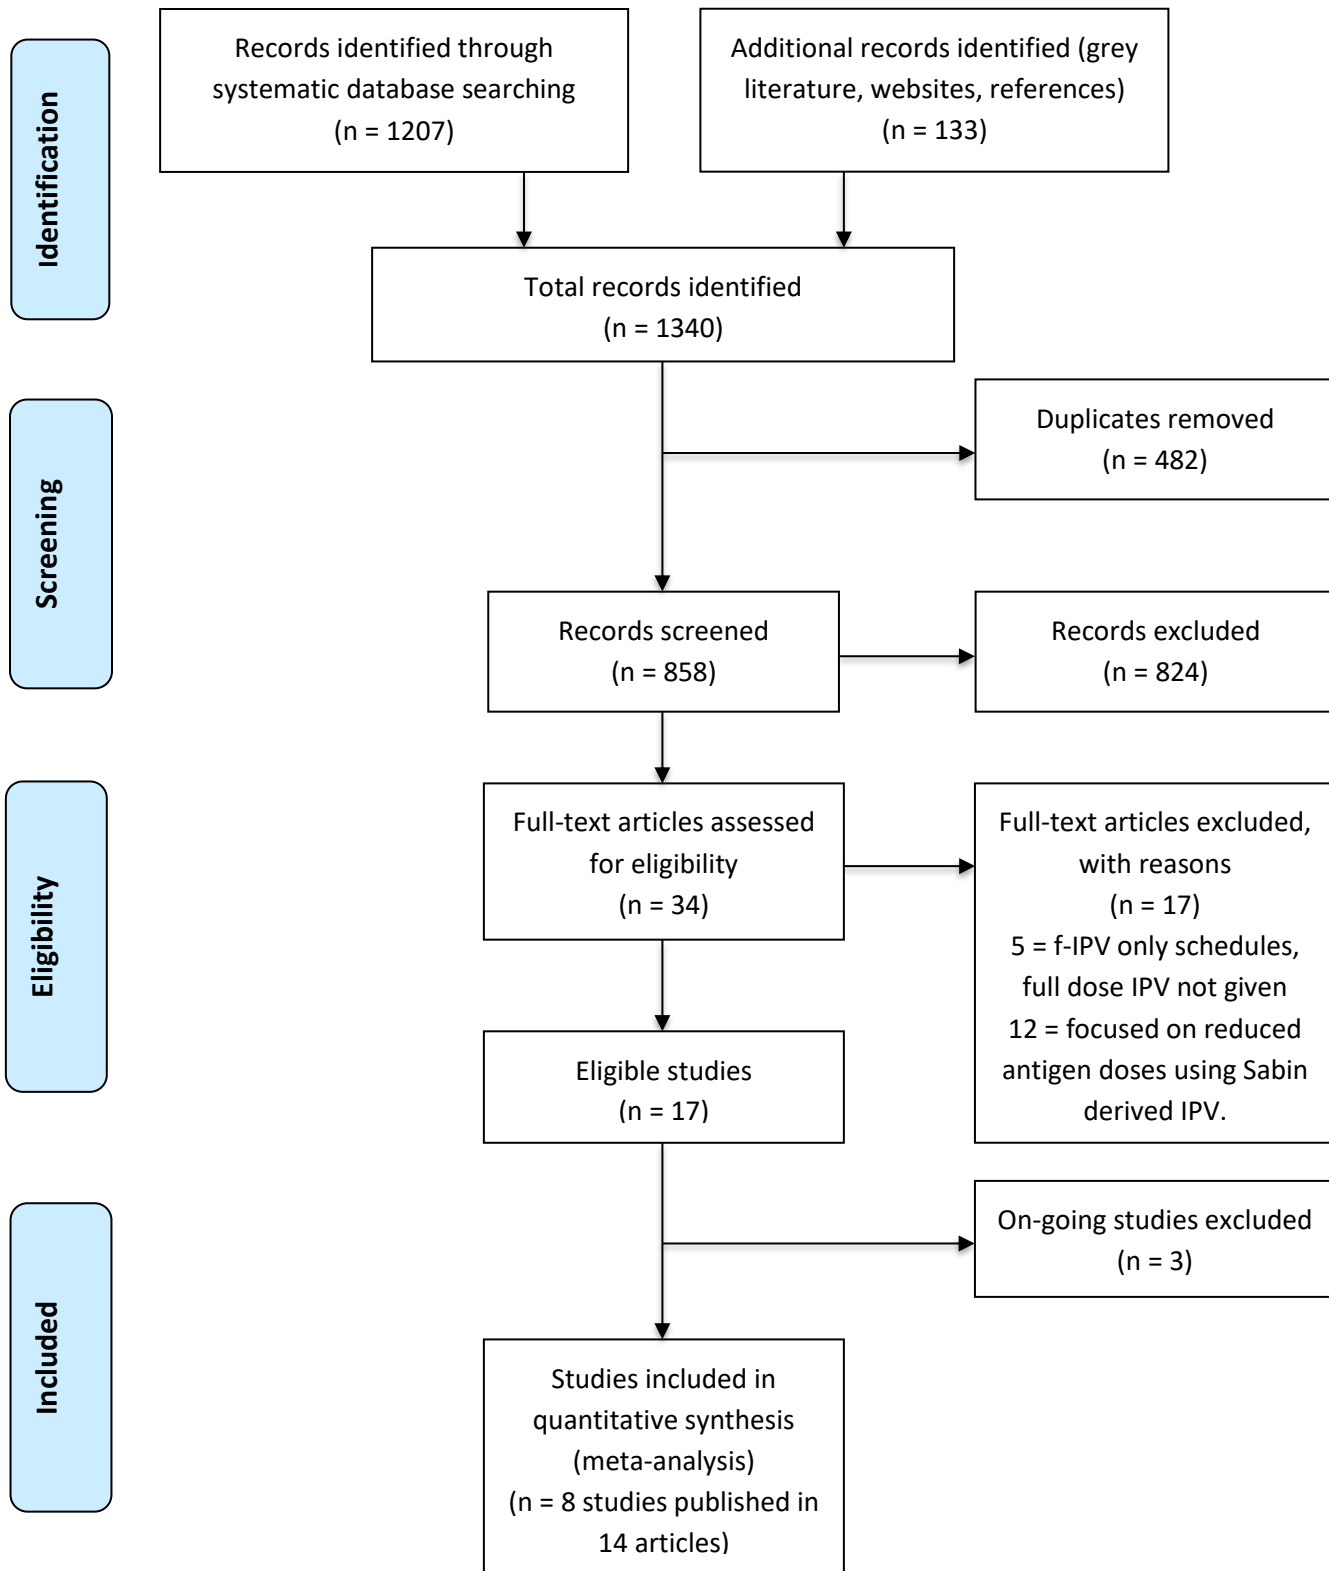 Identification
Records identified through
systematic database searching
(n = 1207)
Additional records identified (grey
literature, websites, references)
(n = 133)
Total records identified
(n = 1340)
Screening
Duplicates removed
(n = 482)
Records screened
(n = 858)
Records excluded
(n = 824)
Eligibility
Full-text articles assessed
for eligibility
(n = 34)
Full-text articles excluded,
with reasons
(n = 17)
5 = f-IPV only schedules,
full dose IPV not given
12 = focused on reduced
antigen doses using Sabin
derived IPV.
Eligible studies
(n = 17)
Included
On-going studies excluded
(n = 3)
Studies included in
quantitative synthesis
(meta-analysis)
(n = 8 studies published in
14 articles)